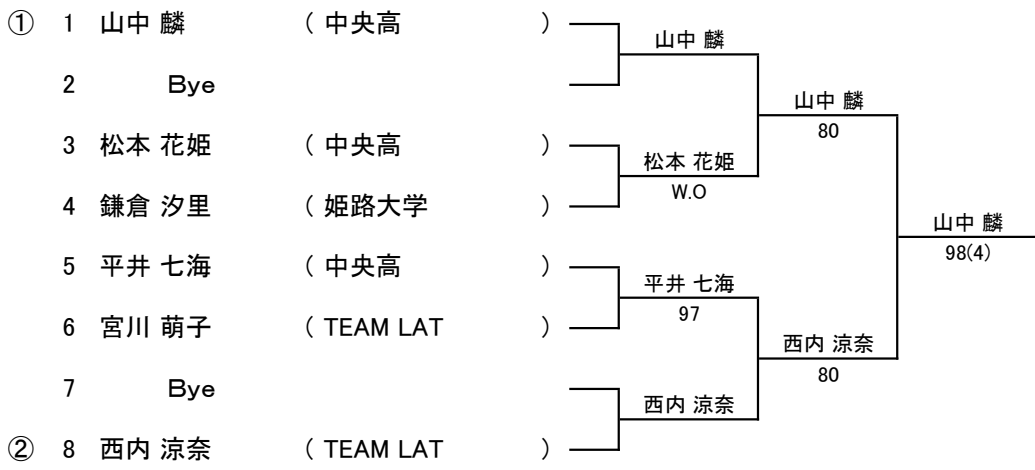 ① 1 山中 麟 ( 中央高 )
山中 麟
2 Bye
山中 麟
80
3 松本 花姫 ( 中央高 )
松本 花姫
W.O
4 鎌倉 汐里 ( 姫路大学 )
山中 麟
98(4)
5 平井 七海 ( 中央高 )
平井 七海
97
6 宮川 萌子 ( TEAM LAT )
西内 涼奈
80
7 Bye
西内 涼奈
② 8 西内 涼奈 ( TEAM LAT )